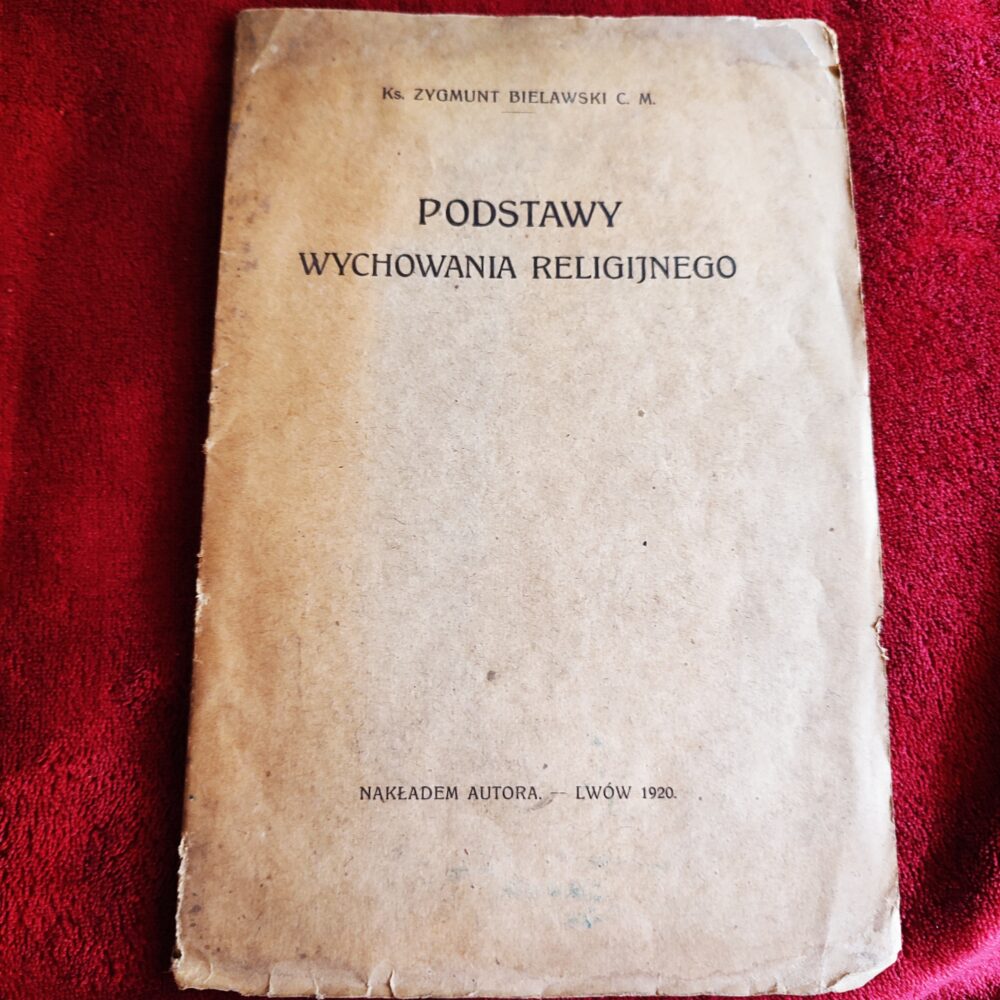 Ks. ZYGMUNT BIELAWSKI C. M.
PODSTAWY
WYCHOWANIA RELIGIJNEGO
NAKŁADEM AUTORA. — LWÓW 1920.